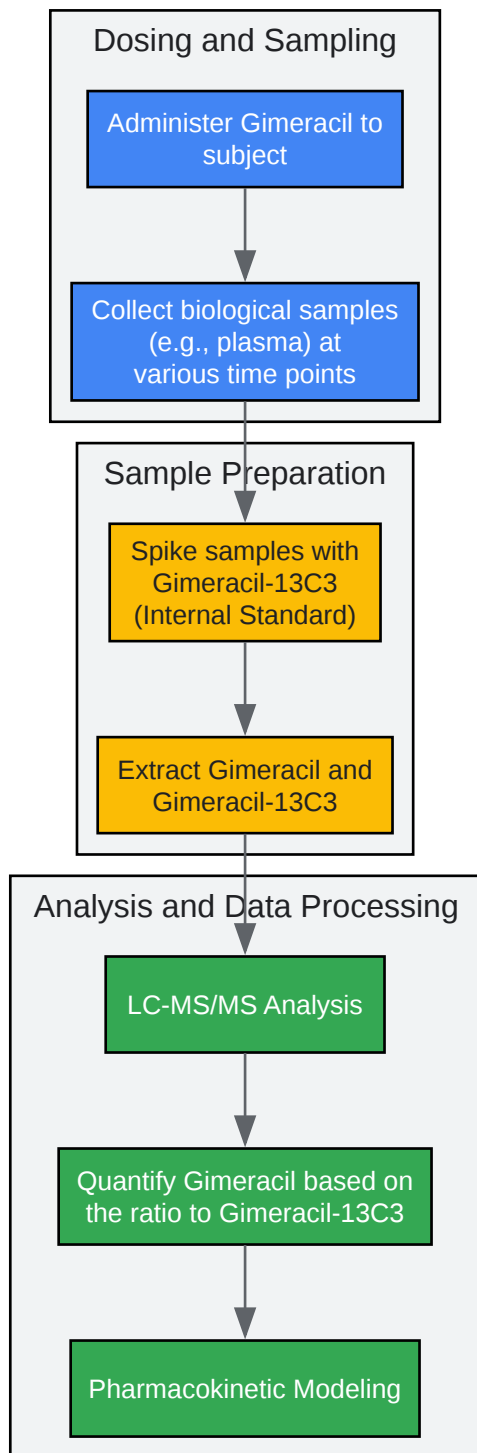 Dosing and Sampling
Administer Gimeracil to
subject
Collect biological samples
(e.g., plasma) at
various time points
Sample Preparation
Spike samples with
Gimeracil-13C3
(Internal Standard)
Extract Gimeracil and
Gimeracil-13C3
Analysis and Data Processing
LC-MS/MS Analysis
Quantify Gimeracil based on
the ratio to Gimeracil-13C3
Pharmacokinetic Modeling